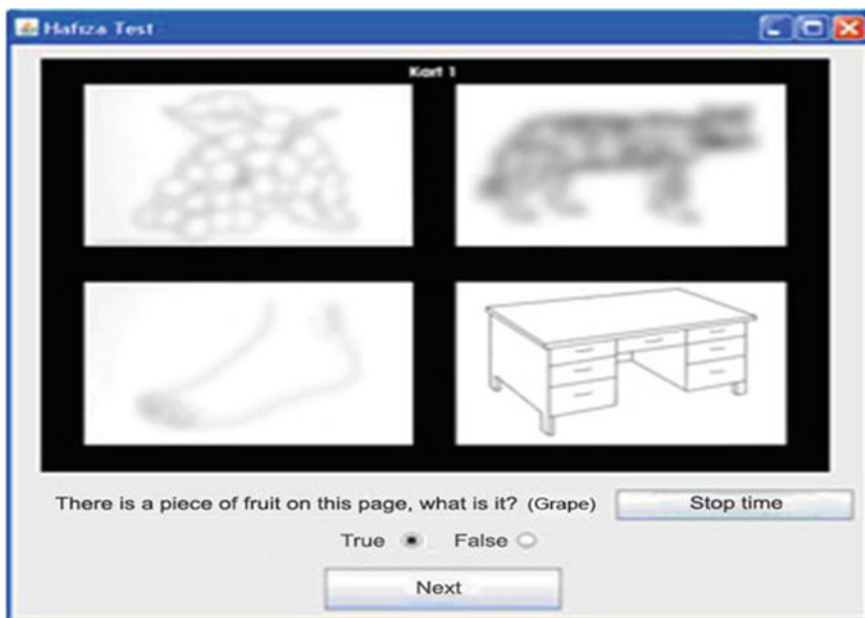 Hafıza Test
Kart 1
There is a piece of fruit on this page, what is it? (Grape)
Stop time
True
False
Next